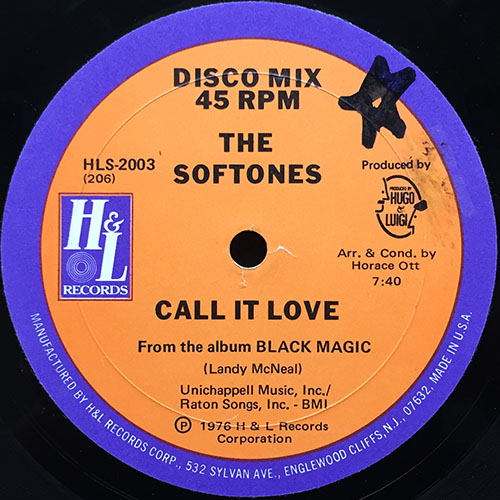 DISCO MIX
45 RPM
A
THE
SOFTONES
HLS-2003
(206)
Produced by
PRODUCED BY
HUGO
&
LUIGI
H&L
RECORDS
Arr. & Cond. by
Horace Ott
7:40
CALL IT LOVE
From the album BLACK MAGIC
(Landy McNeal)
Unichappell Music, Inc./
Raton Songs, Inc. - BMI
Ⓟ 1976 H & L Records
Corporation
MANUFACTURED BY H&L RECORDS CORP., 532 SYLVAN AVE., ENGLEWOOD CLIFFS, N.J., 07632, MADE IN U.S.A.